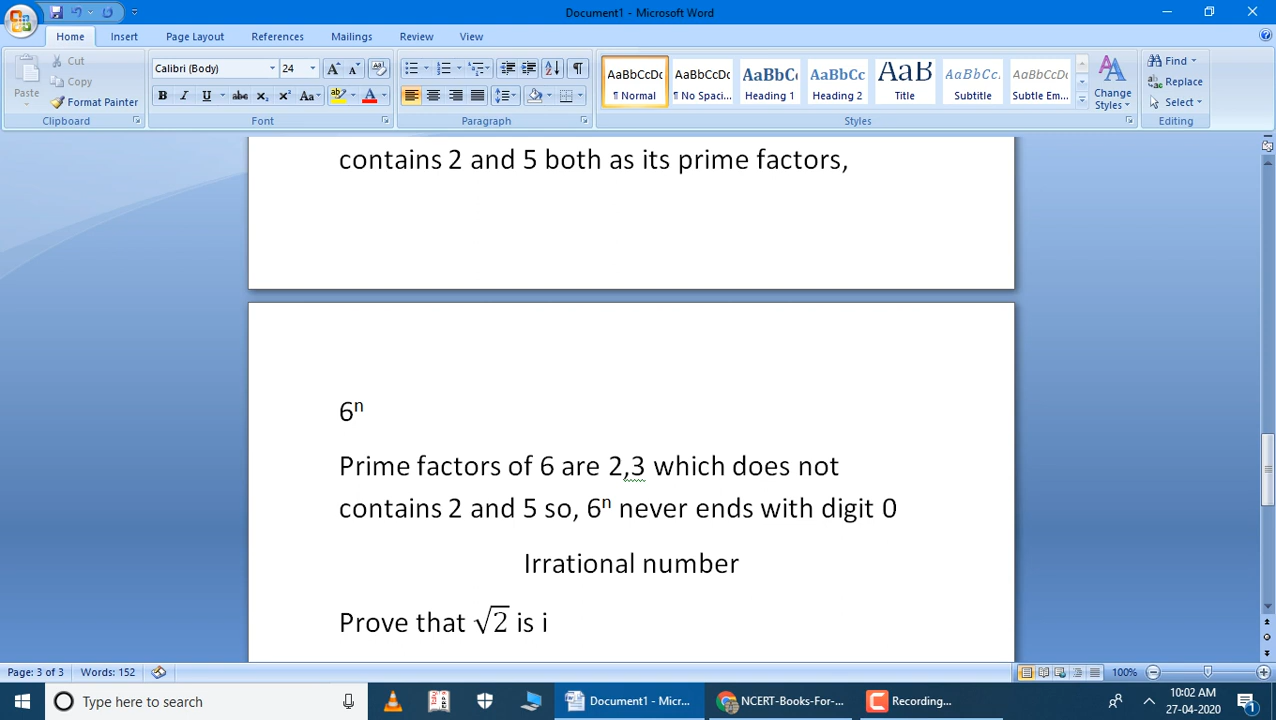 Document1 - Microsoft Word
Home Insert Page Layout References Mailings Review View
Paste
Cut
Copy
Format Painter
Clipboard
Calibri (Body) 24
Font
Paragraph
AaBbCcDc AaBbCcDc AaBbCc AaBbCc AaB AaBbCc. AaBbCcDc
¶ Normal ¶ No Spaci... Heading 1 Heading 2 Title Subtitle Subtle Em...
Change Styles
Styles
Find
Replace
Select
Editing
contains 2 and 5 both as its prime factors,
6ⁿ
Prime factors of 6 are 2,3 which does not
contains 2 and 5 so, 6ⁿ never ends with digit 0
Irrational number
Prove that √2 is i
Page: 3 of 3 Words: 152 100%
Type here to search
Document1 - Micr...
NCERT-Books-For-...
Recording...
10:02 AM
27-04-2020